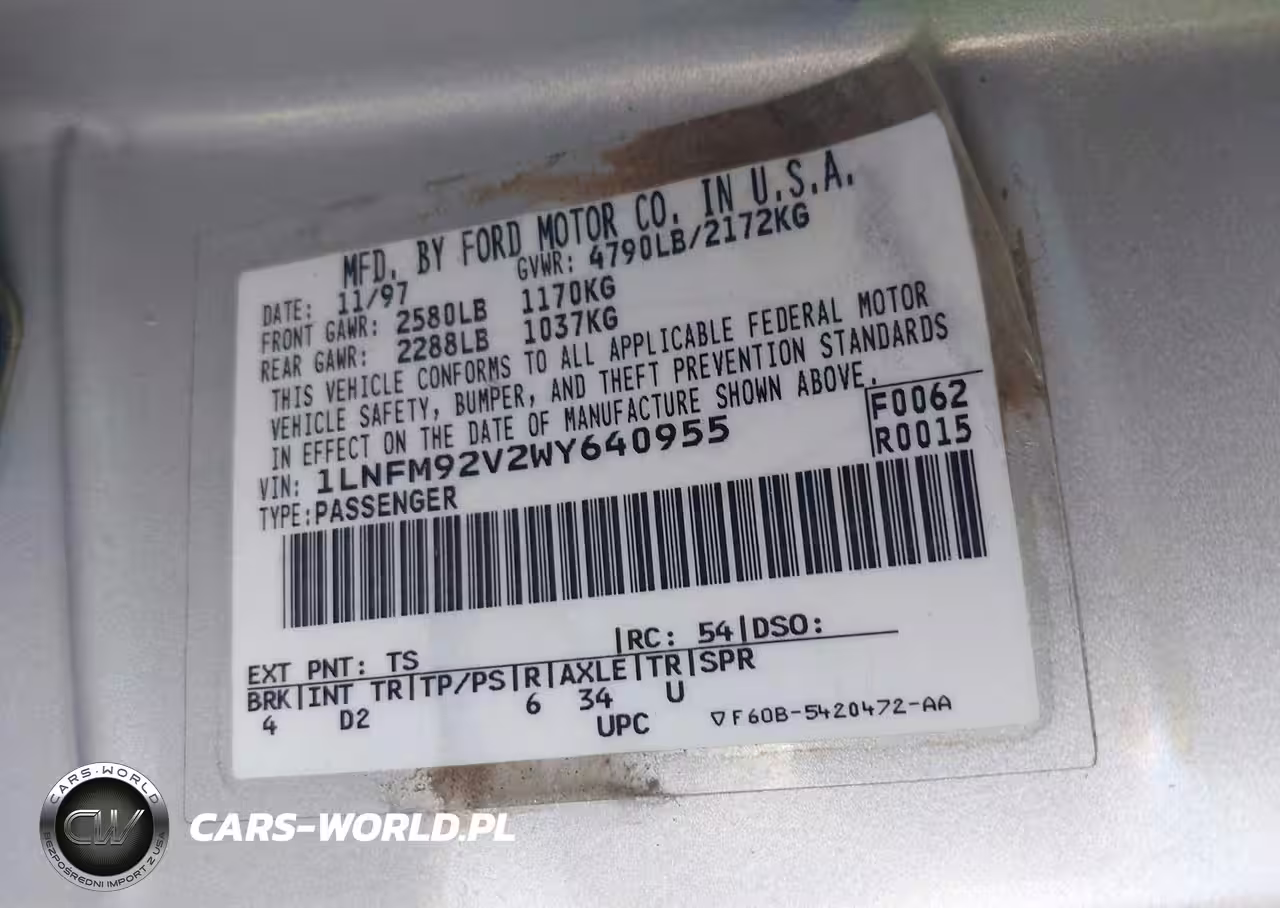 MFD. BY FORD MOTOR CO. IN U.S.A.
DATE: 11/97 GVWR: 4790LB/2172KG
FRONT GAWR: 2580LB 1170KG
REAR GAWR: 2288LB 1037KG
THIS VEHICLE CONFORMS TO ALL APPLICABLE FEDERAL MOTOR
VEHICLE SAFETY, BUMPER, AND THEFT PREVENTION STANDARDS
IN EFFECT ON THE DATE OF MANUFACTURE SHOWN ABOVE.
VIN: 1LNFM92V2WY640955 F0062
TYPE: PASSENGER R0015
EXT PNT: TS |RC: 54|DSO:
BRK|INT TR|TP/PS|R|AXLE|TR|SPR
4 D2 6 34 U
UPC ▽F60B-5420472-AA
CARS-WORLD
CW
BEZPOŚREDNI IMPORT Z USA
CARS-WORLD.PL